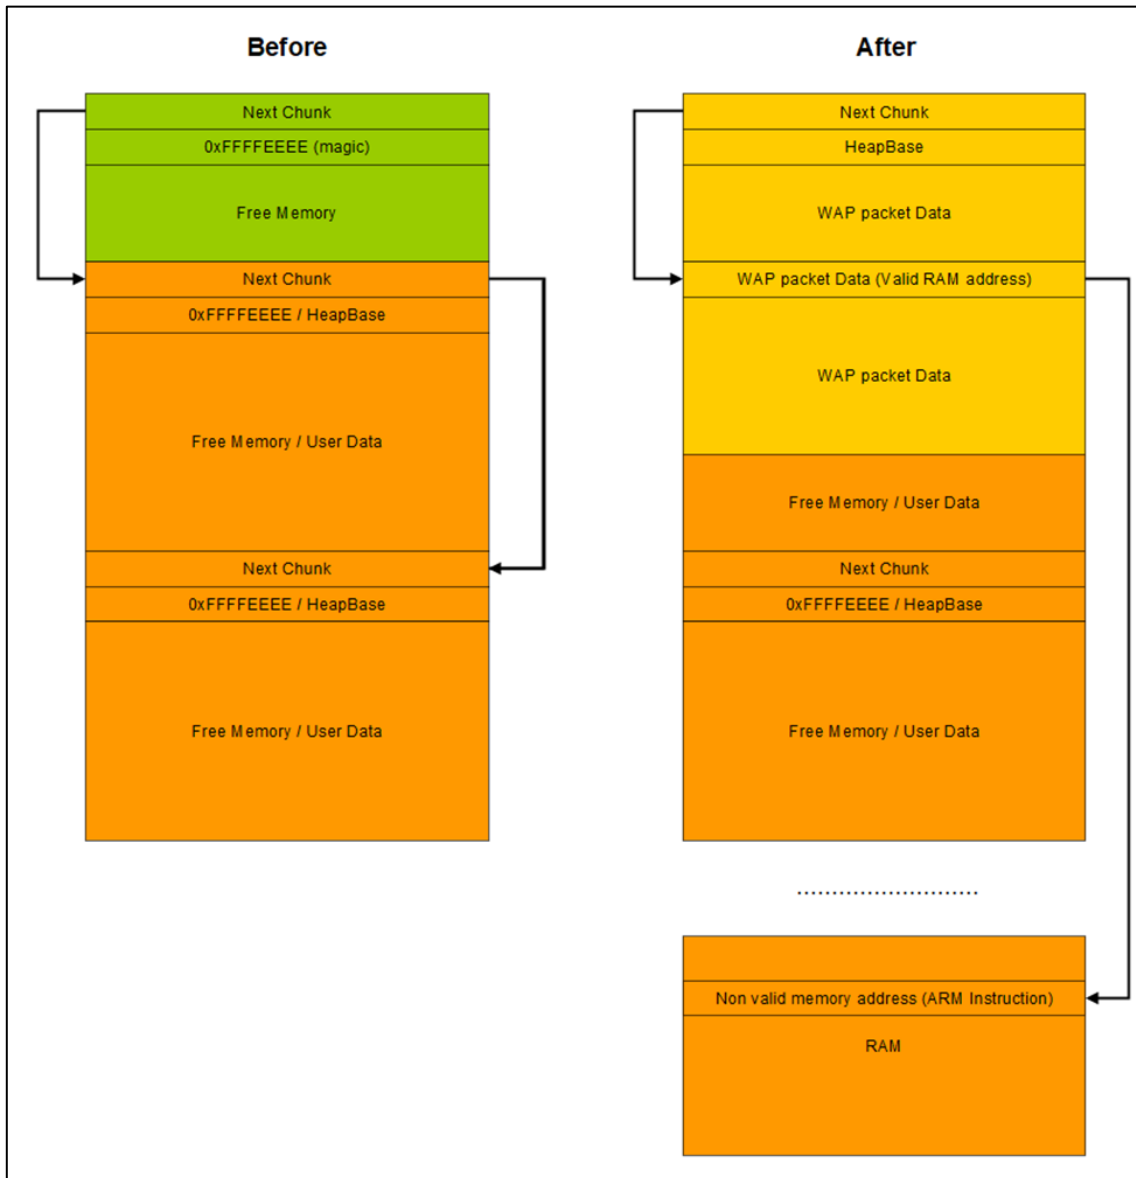 Before
Next Chunk
0xFFFFEEEE (magic)
Free Memory
Next Chunk
0xFFFFEEEE / HeapBase
Free Memory / User Data
Next Chunk
0xFFFFEEEE / HeapBase
Free Memory / User Data
After
Next Chunk
HeapBase
WAP packet Data
WAP packet Data (Valid RAM address)
WAP packet Data
Free Memory / User Data
Next Chunk
0xFFFFEEEE / HeapBase
Free Memory / User Data
..........................
Non valid memory address (ARM Instruction)
RAM